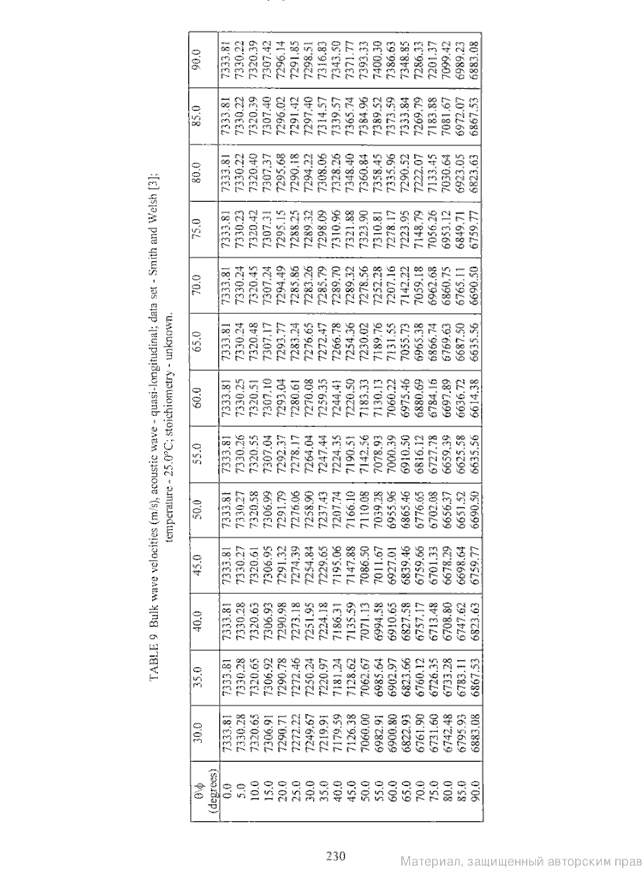 TABLE 9 Bulk wave velocities (m/s), acoustic wave - quasi-longitudinal; data set - Smith and Welsh [3];
temperature - 25.0°C; stoichiometry - unknown.
θ\φ 30.0 35.0 40.0 45.0 50.0 55.0 60.0 65.0 70.0 75.0 80.0 85.0 90.0
(degrees)
0.0 7333.81 7333.81 7333.81 7333.81 7333.81 7333.81 7333.81 7333.81 7333.81 7333.81 7333.81 7333.81 7333.81
5.0 7330.28 7330.28 7330.28 7330.27 7330.27 7330.26 7330.25 7330.24 7330.24 7330.23 7330.22 7330.22 7330.22
10.0 7320.65 7320.65 7320.63 7320.61 7320.58 7320.55 7320.51 7320.48 7320.45 7320.42 7320.40 7320.39 7320.39
15.0 7306.91 7306.92 7306.93 7306.95 7306.99 7307.04 7307.10 7307.17 7307.24 7307.31 7307.37 7307.40 7307.42
20.0 7290.71 7290.78 7290.98 7291.32 7291.79 7292.37 7293.04 7293.77 7294.49 7295.15 7295.68 7296.02 7296.14
25.0 7272.22 7272.46 7273.18 7274.39 7276.06 7278.17 7280.61 7283.24 7285.86 7288.25 7290.18 7291.42 7291.85
30.0 7249.67 7250.24 7251.95 7254.84 7258.90 7264.04 7270.08 7276.65 7283.26 7289.32 7294.22 7297.40 7298.51
35.0 7219.91 7220.97 7224.18 7229.65 7237.43 7247.44 7259.35 7272.47 7285.79 7298.09 7308.06 7314.57 7316.83
40.0 7179.59 7181.24 7186.31 7195.06 7207.74 7224.35 7244.41 7266.78 7289.70 7310.96 7328.26 7339.57 7343.50
45.0 7126.38 7128.62 7135.59 7147.88 7166.10 7190.51 7220.50 7254.36 7289.32 7321.88 7348.40 7365.74 7371.77
50.0 7060.00 7062.67 7071.13 7086.50 7110.08 7142.56 7183.33 7230.02 7278.56 7323.90 7360.84 7384.96 7393.33
55.0 6982.91 6985.64 6994.58 7011.67 7039.28 7078.93 7130.13 7189.76 7252.28 7310.81 7358.45 7389.52 7400.30
60.0 6900.80 6902.97 6910.65 6927.01 6955.96 7000.39 7060.22 7131.55 7207.16 7278.17 7335.96 7373.59 7386.63
65.0 6822.93 6823.66 6827.58 6839.46 6865.46 6910.50 6975.46 7055.73 7142.22 7223.95 7290.52 7333.84 7348.85
70.0 6761.90 6760.12 6757.17 6759.66 6776.65 6816.12 6880.69 6965.38 7059.18 7148.79 7222.07 7269.79 7286.33
75.0 6731.60 6726.35 6713.48 6701.33 6702.08 6727.78 6784.16 6866.74 6962.68 7056.26 7133.45 7183.88 7201.37
80.0 6742.48 6733.28 6708.80 6678.29 6656.37 6659.39 6697.89 6769.63 6860.75 6953.12 7030.64 7081.67 7099.42
85.0 6795.93 6783.11 6747.62 6698.64 6651.52 6625.58 6636.72 6687.50 6765.11 6849.71 6923.05 6972.07 6989.23
90.0 6883.08 6867.53 6823.63 6759.77 6690.50 6635.56 6614.38 6635.56 6690.50 6759.77 6823.63 6867.53 6883.08
230
Материал, защищенный авторским прав